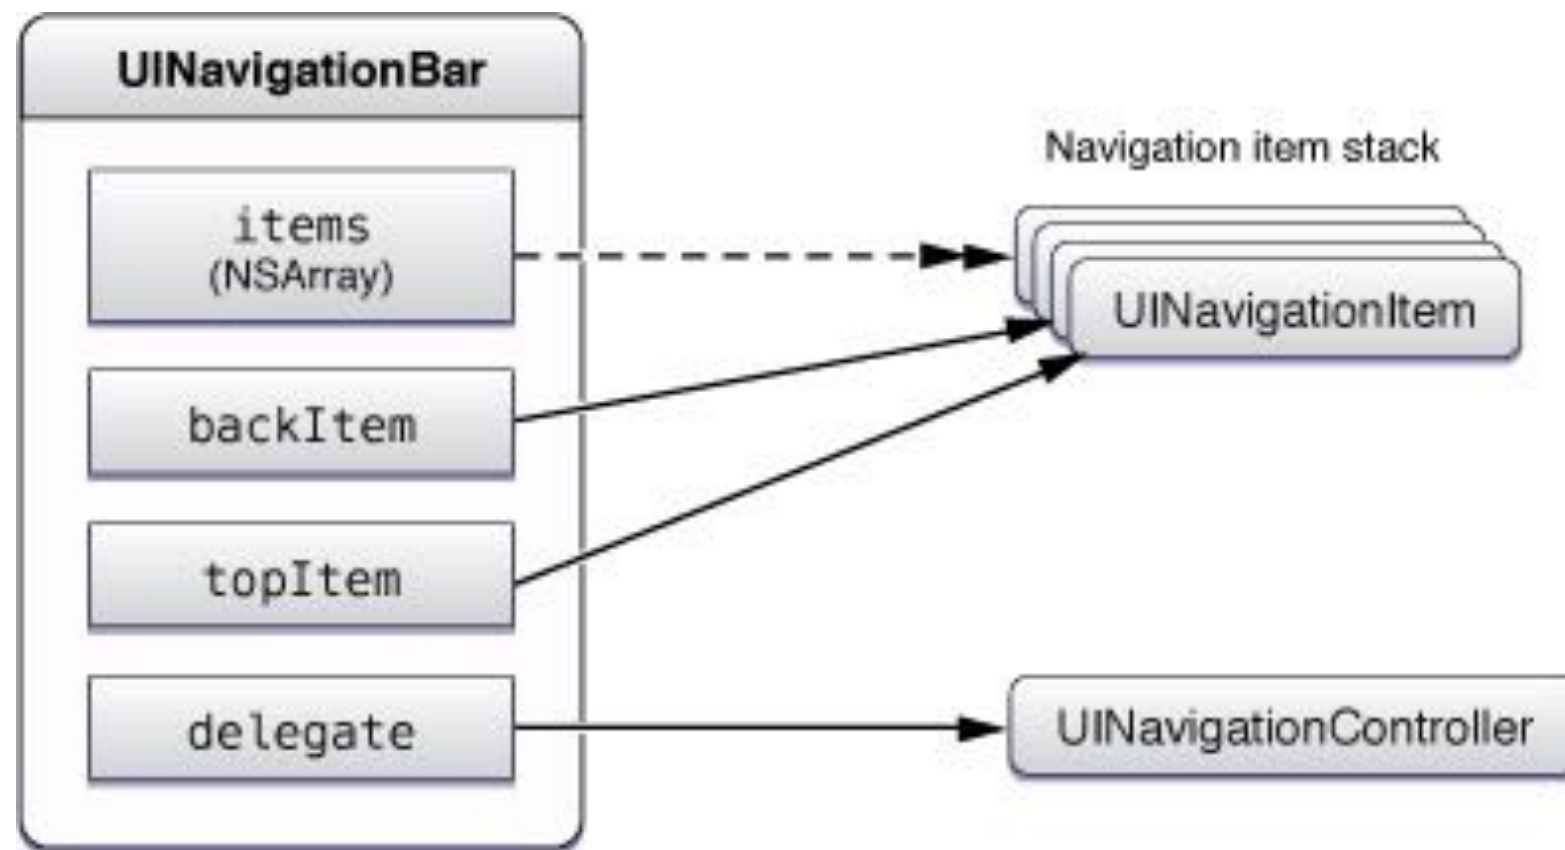 UINavigationBar
items
(NSArray)
backItem
topItem
delegate
Navigation item stack
UINavigationItem
UINavigationController